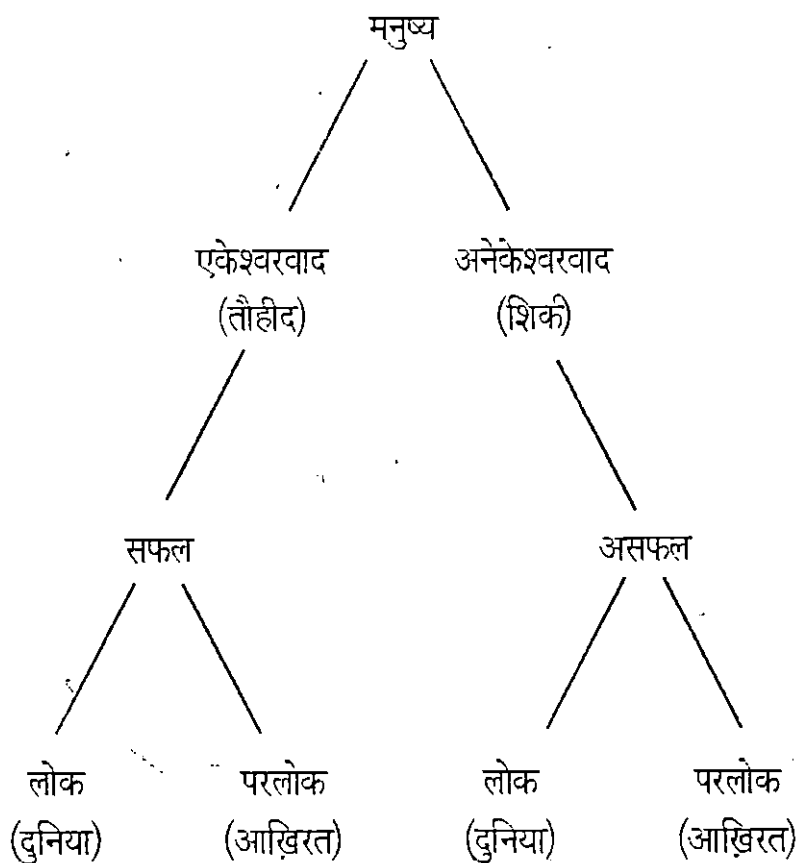 मनुष्य
एकेश्वरवाद अनेकेश्वरवाद
(तौहीद) (शिर्क)
सफल असफल
लोक परलोक लोक परलोक
(दुनिया) (आख़िरत) (दुनिया) (आख़िरत)